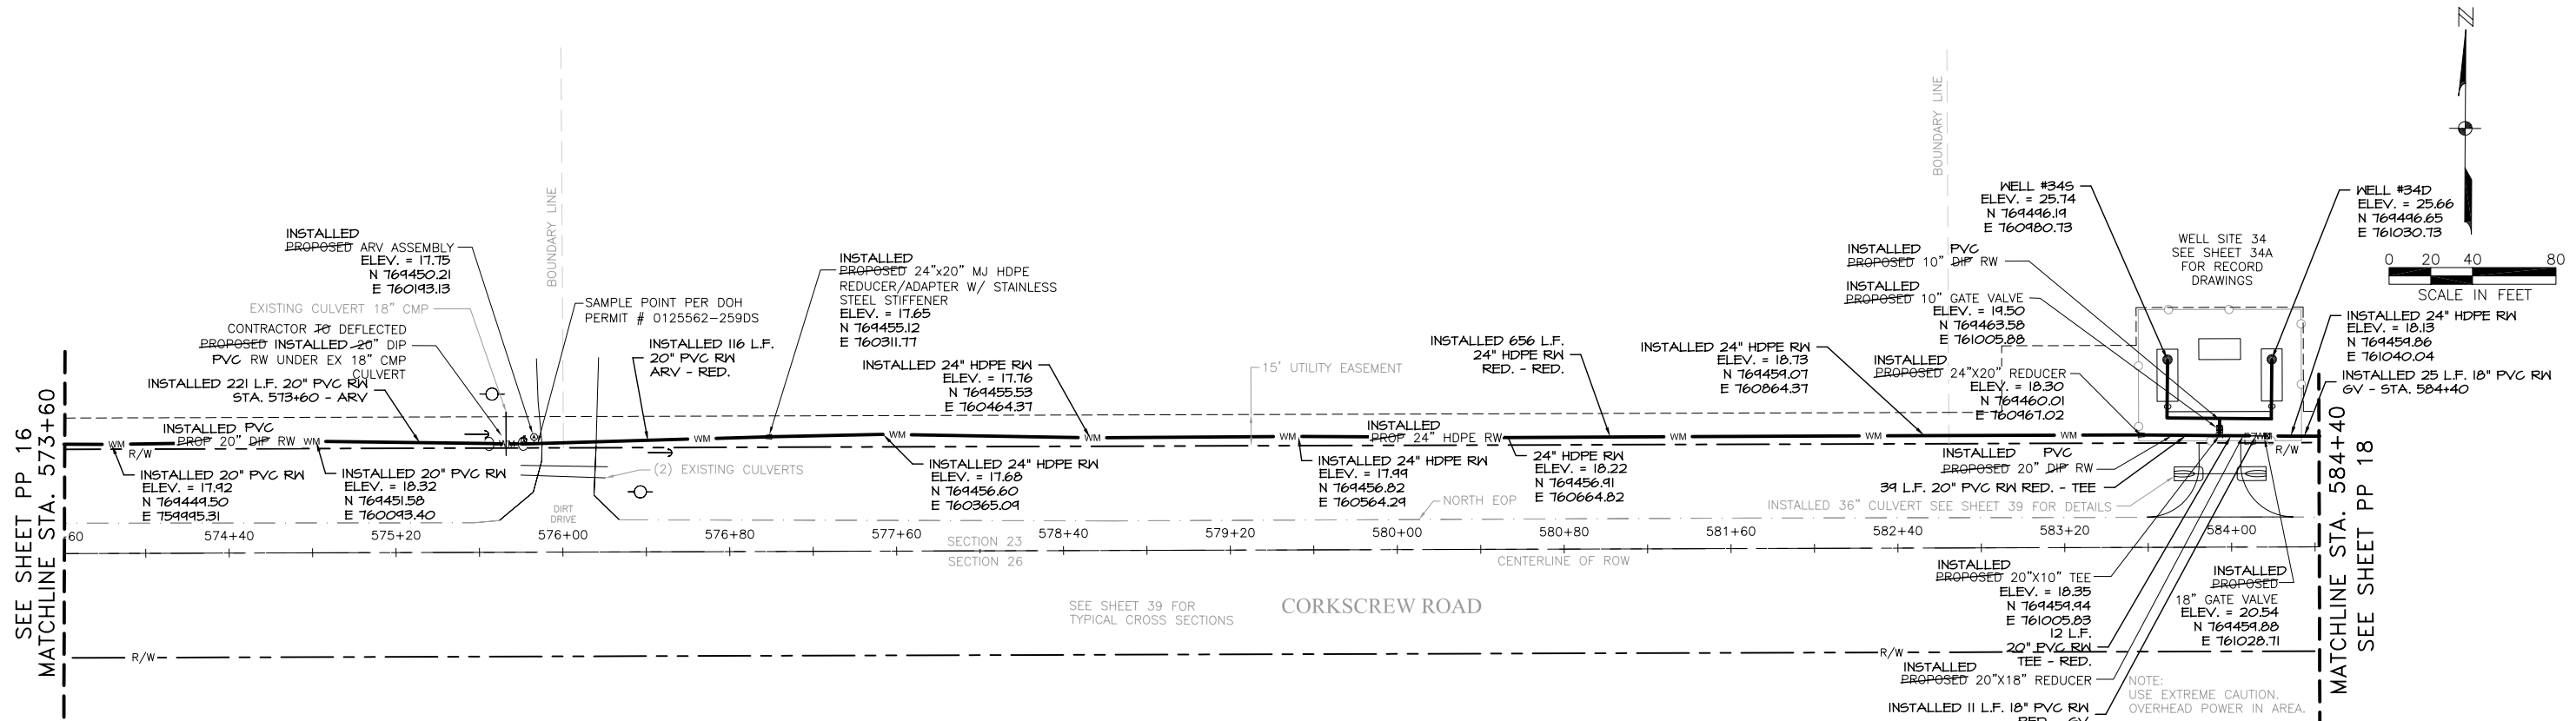 SEE SHEET PP 16
MATCHLINE STA. 573+60
INSTALLED
PROPOSED ARV ASSEMBLY
ELEV. = 17.75
N 769450.21
E 760193.13
EXISTING CULVERT 18" CMP
CONTRACTOR TO DEFLECTED
PROPOSED INSTALLED 20" DIP
PVC RW UNDER EX 18" CMP
CULVERT
INSTALLED 221 L.F. 20" PVC RW
STA. 573+60 - ARV
INSTALLED PVC
PROP 20" DIP RW
WM
WM
WM
R/W
INSTALLED 20" PVC RW
ELEV. = 17.92
N 769449.50
E 759995.31
INSTALLED 20" PVC RW
ELEV. = 18.32
N 769451.58
E 760093.40
BOUNDARY LINE
SAMPLE POINT PER DOH
PERMIT # 0125562-259DS
INSTALLED 116 L.F.
20" PVC RW
ARV - RED.
WM
(2) EXISTING CULVERTS
DIRT
DRIVE
INSTALLED
PROPOSED 24"x20" MJ HDPE
REDUCER/ADAPTER W/ STAINLESS
STEEL STIFFENER
ELEV. = 17.65
N 769455.12
E 760311.77
INSTALLED 24" HDPE RW
ELEV. = 17.76
N 769455.53
E 760464.37
WM
WM
INSTALLED 24" HDPE RW
ELEV. = 17.68
N 769456.60
E 760365.09
15' UTILITY EASEMENT
WM
INSTALLED
PROP 24" HDPE RW
INSTALLED 24" HDPE RW
ELEV. = 17.99
N 769456.82
E 760564.29
NORTH EOP
INSTALLED 656 L.F.
24" HDPE RW
RED. - RED.
24" HDPE RW
ELEV. = 18.22
N 769456.91
E 760664.82
WM
INSTALLED 24" HDPE RW
ELEV. = 18.73
N 769459.07
E 760864.37
WM
WM
BOUNDARY LINE
WELL #34S
ELEV. = 25.74
N 769496.19
E 760980.73
INSTALLED PVC
PROPOSED 10" DIP RW
INSTALLED
PROPOSED 10" GATE VALVE
ELEV. = 19.50
N 769463.58
E 761005.88
INSTALLED
PROPOSED 24"X20" REDUCER
ELEV. = 18.30
N 769460.01
E 760967.02
INSTALLED PVC
PROPOSED 20" DIP RW
39 L.F. 20" PVC RW RED. - TEE
INSTALLED 36" CULVERT SEE SHEET 39 FOR DETAILS
WELL SITE 34
SEE SHEET 34A
FOR RECORD
DRAWINGS
WELL #34D
ELEV. = 25.66
N 769496.65
E 761030.73
N
0 20 40 80
SCALE IN FEET
INSTALLED 24" HDPE RW
ELEV. = 18.13
N 769459.86
E 761040.04
INSTALLED 25 L.F. 18" PVC RW
GV - STA. 584+40
R/W
60 574+40 575+20 576+00 576+80 577+60 578+40 579+20 580+00 580+80 581+60 582+40 583+20 584+00
SECTION 23
SECTION 26
CENTERLINE OF ROW
SEE SHEET 39 FOR
TYPICAL CROSS SECTIONS
CORKSCREW ROAD
R/W
R/W
INSTALLED
PROPOSED 20"X10" TEE
ELEV. = 18.35
N 769459.94
E 761005.83
12 L.F.
20" PVC RW
TEE - RED.
INSTALLED
PROPOSED 20"X18" REDUCER
INSTALLED 11 L.F. 18" PVC RW
RED. - GV
INSTALLED
PROPOSED
18" GATE VALVE
ELEV. = 20.54
N 769459.88
E 761028.71
NOTE:
USE EXTREME CAUTION.
OVERHEAD POWER IN AREA.
MATCHLINE STA. 584+40
SEE SHEET PP 18